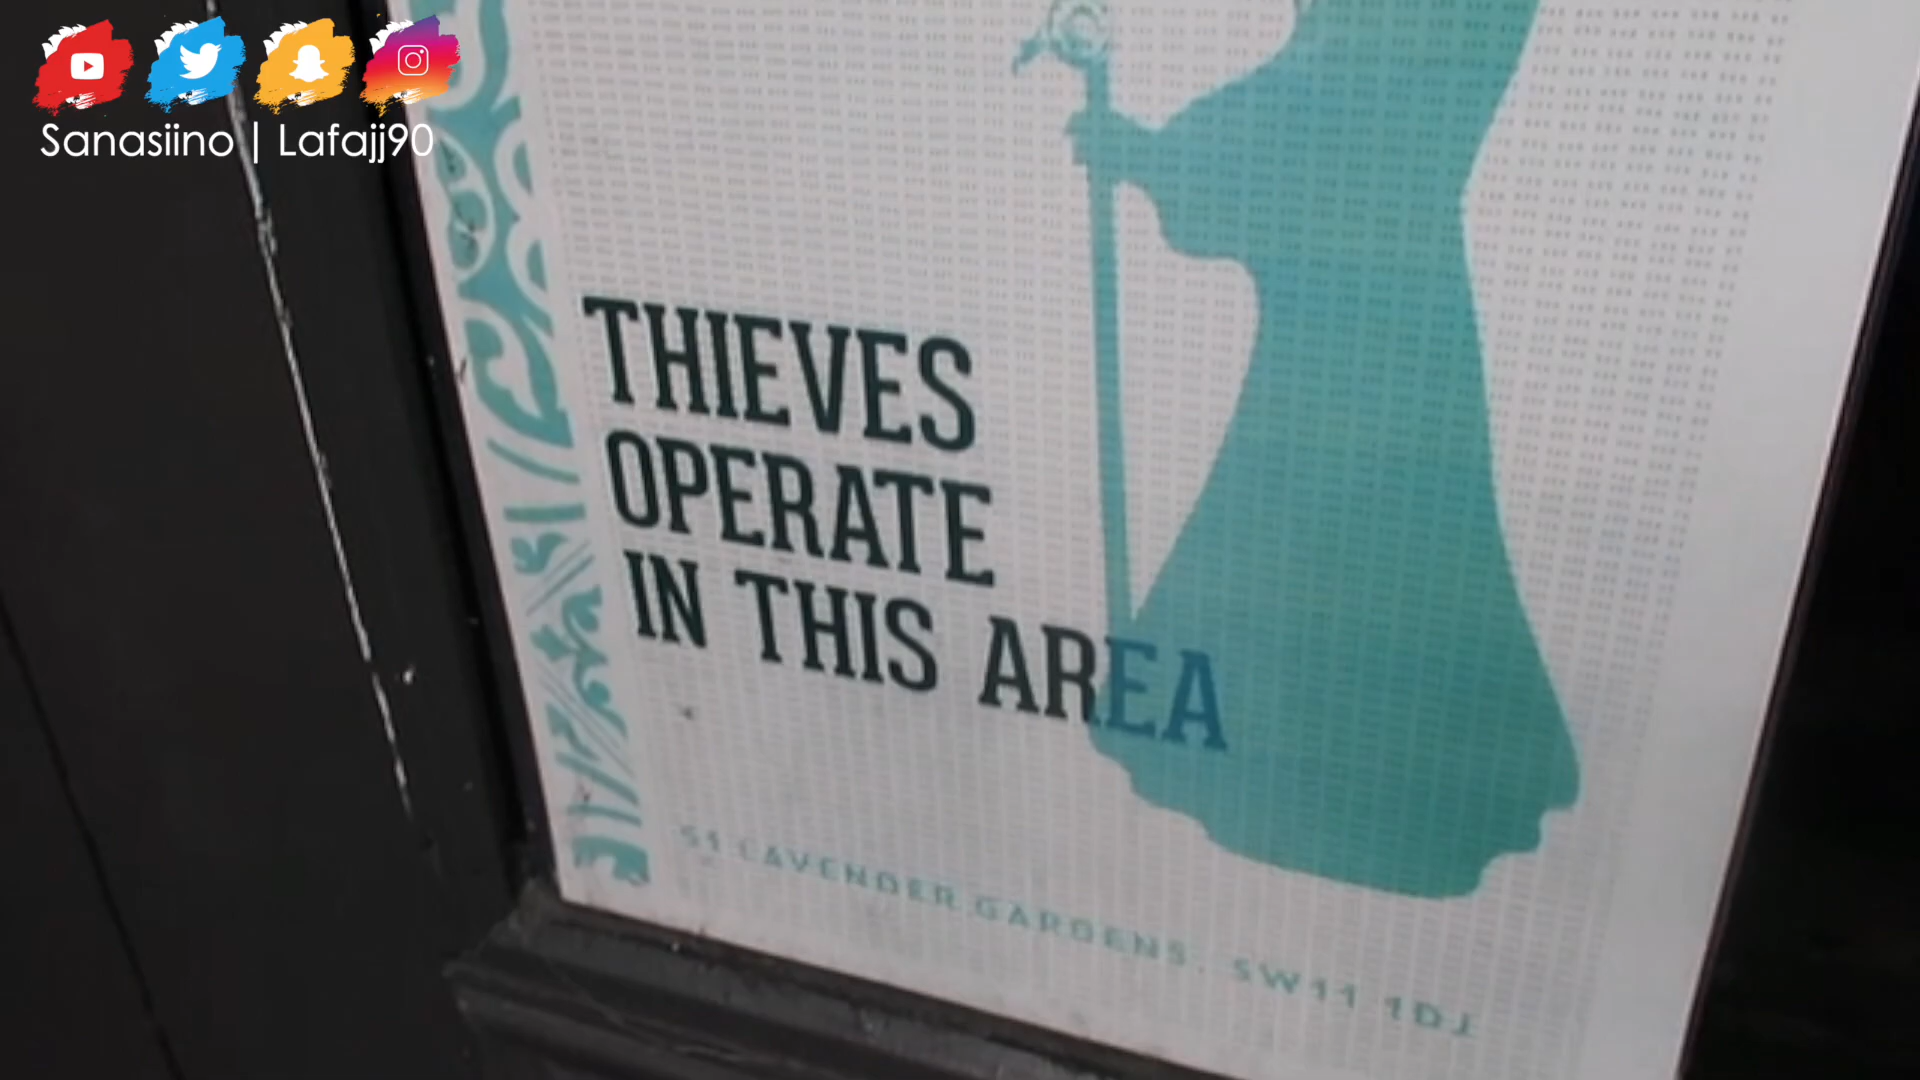 Sanasiino | Lafajj90
THIEVES
OPERATE
IN THIS AREA
51 LAVENDER GARDENS, SW11 1DJ